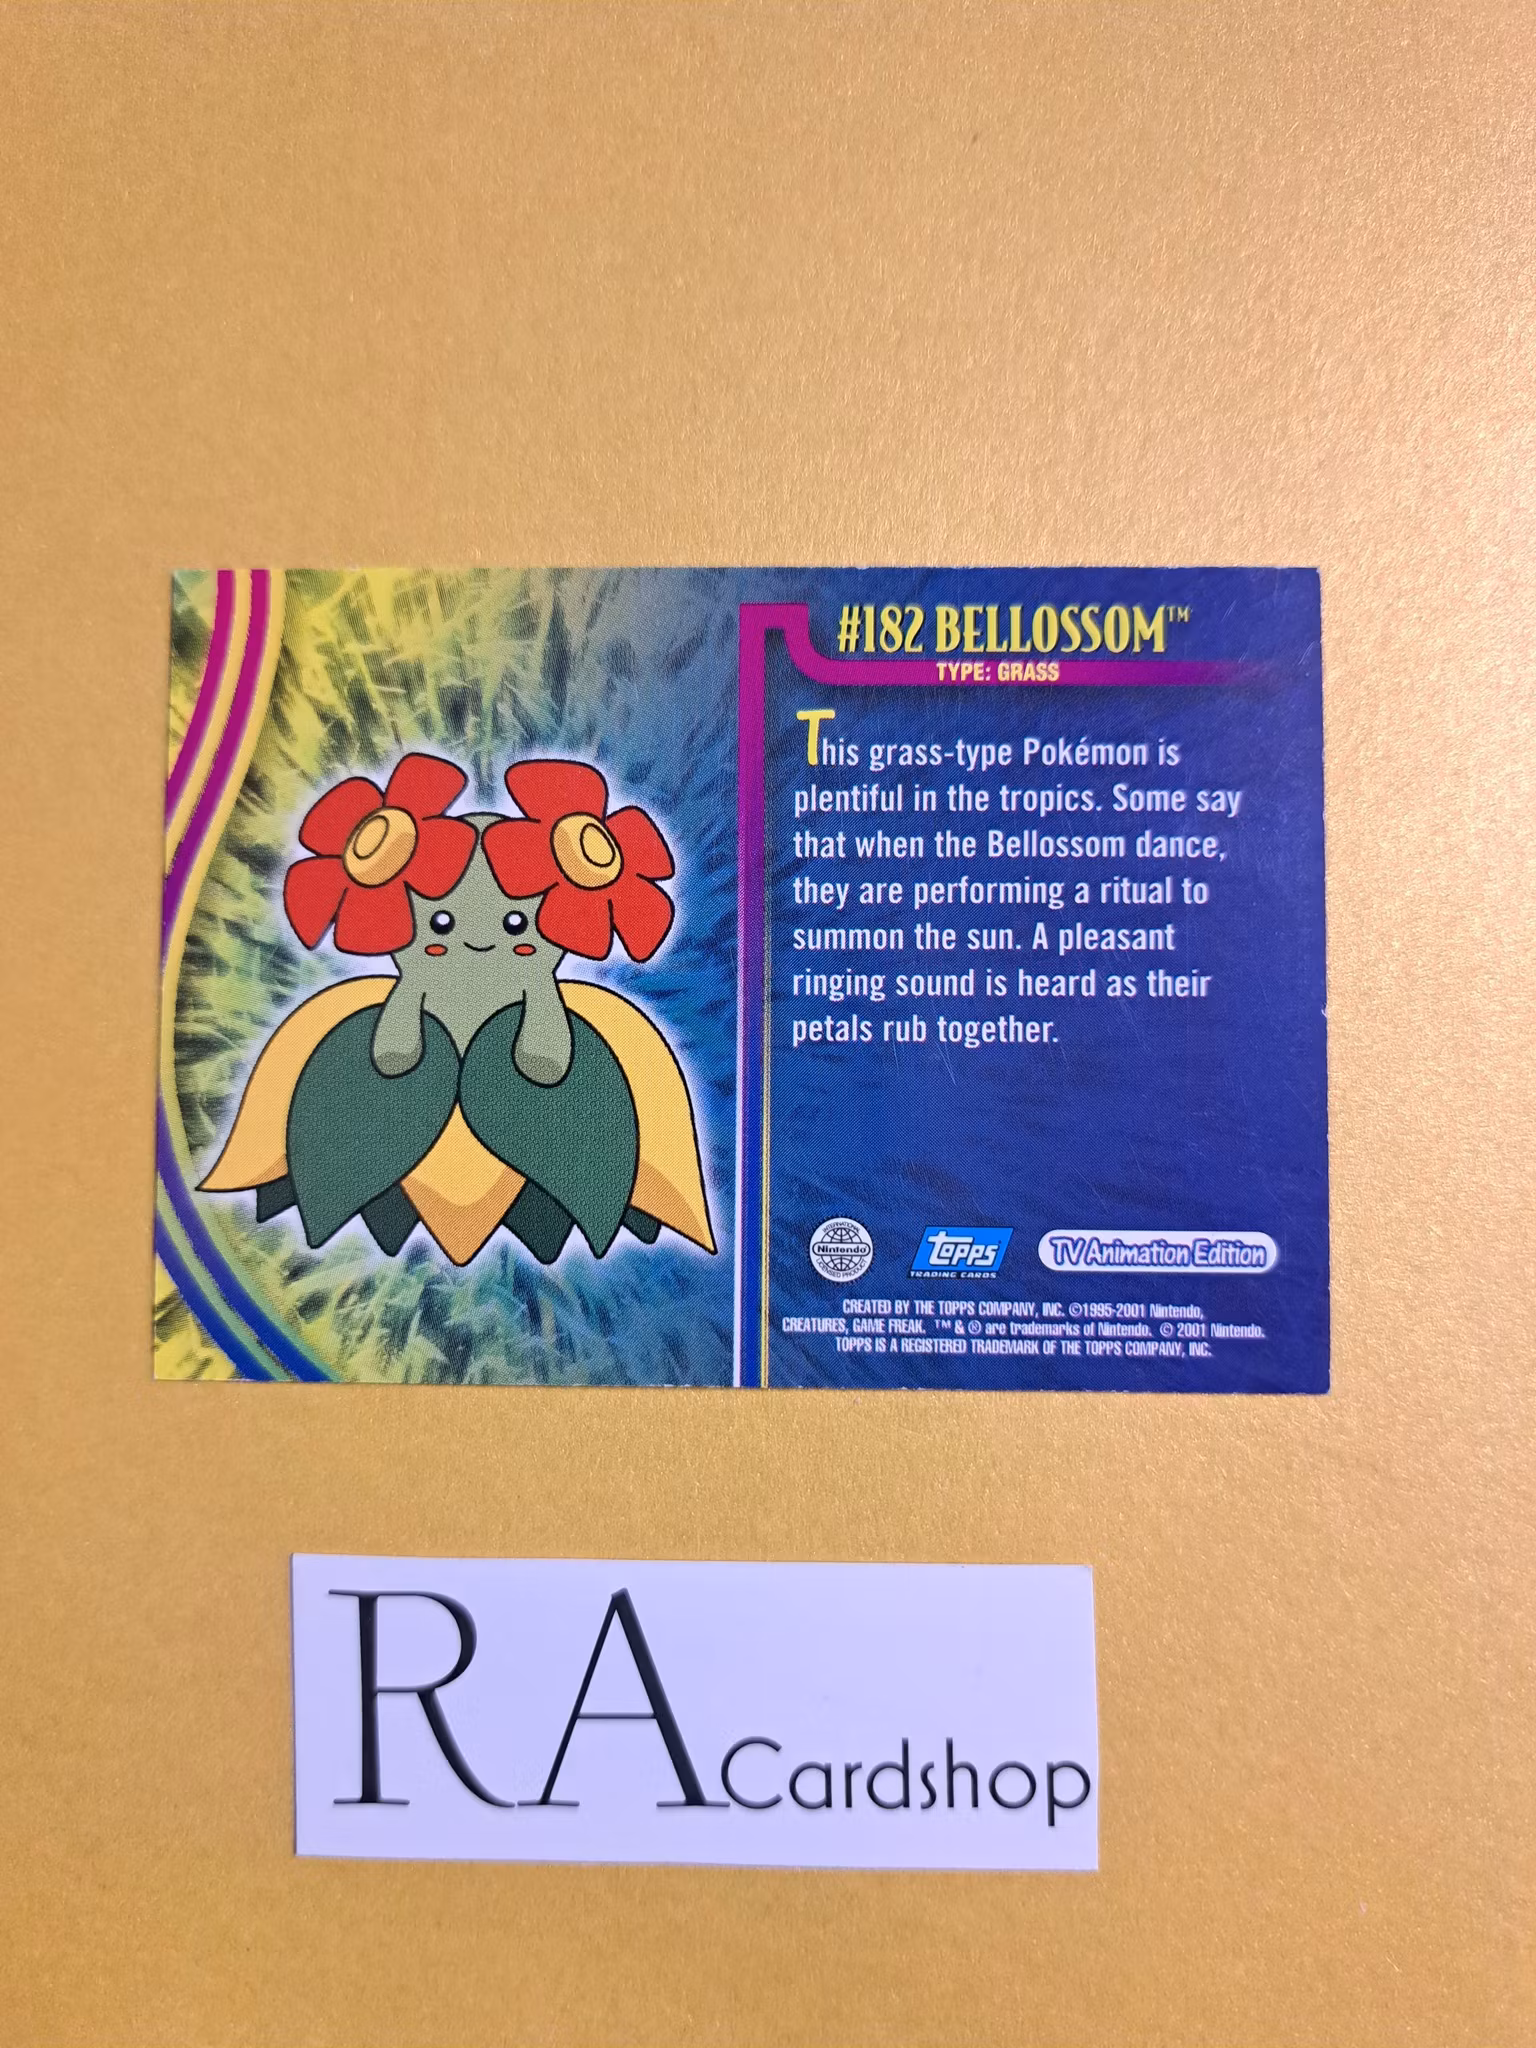 #182 BELLOSSOM™
TYPE: GRASS
This grass-type Pokémon is
plentiful in the tropics. Some say
that when the Bellossom dance,
they are performing a ritual to
summon the sun. A pleasant
ringing sound is heard as their
petals rub together.
INTERNATIONAL
Nintendo
LICENSED PRODUCT
topps
TRADING CARDS
TV Animation Edition
CREATED BY THE TOPPS COMPANY, INC. ©1995-2001 Nintendo,
CREATURES, GAME FREAK. ™ & ® are trademarks of Nintendo. © 2001 Nintendo.
TOPPS IS A REGISTERED TRADEMARK OF THE TOPPS COMPANY, INC.
RA Cardshop